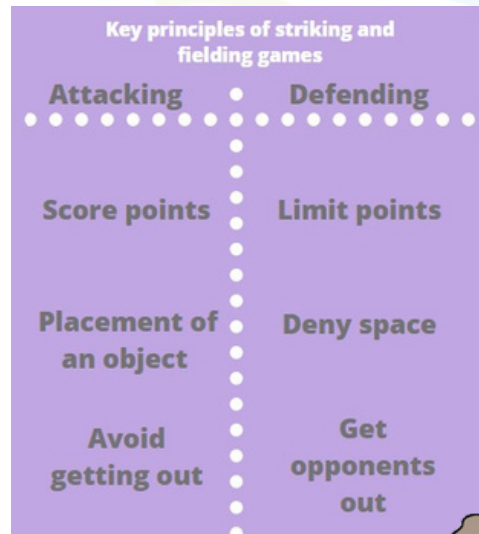 Key principles of striking and
fielding games
Attacking
Defending
Score points
Limit points
Placement of
an object
Deny space
Avoid
getting out
Get
opponents
out